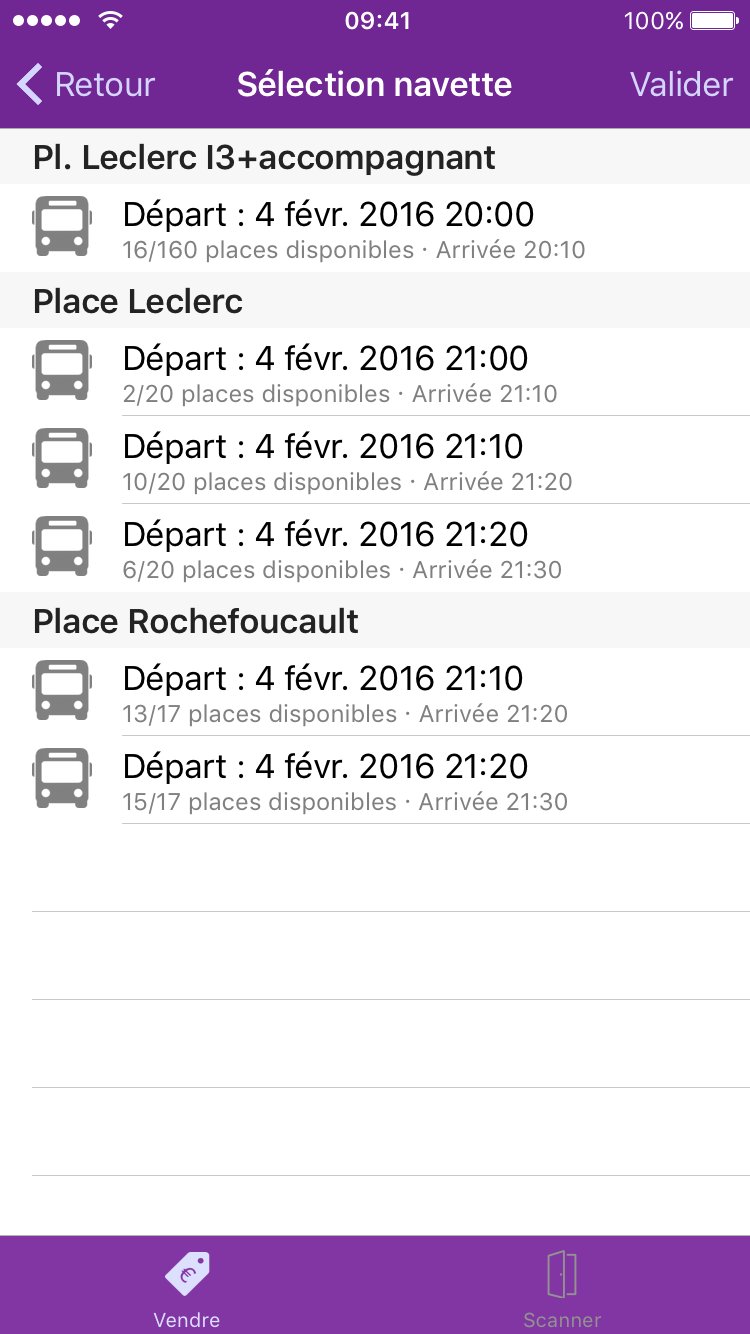 09:41
100%
Retour
Sélection navette
Valider
Pl. Leclerc I3+accompagnant
Départ : 4 févr. 2016 20:00
16/160 places disponibles · Arrivée 20:10
Place Leclerc
Départ : 4 févr. 2016 21:00
2/20 places disponibles · Arrivée 21:10
Départ : 4 févr. 2016 21:10
10/20 places disponibles · Arrivée 21:20
Départ : 4 févr. 2016 21:20
6/20 places disponibles · Arrivée 21:30
Place Rochefoucault
Départ : 4 févr. 2016 21:10
13/17 places disponibles · Arrivée 21:20
Départ : 4 févr. 2016 21:20
15/17 places disponibles · Arrivée 21:30
€
Vendre
Scanner